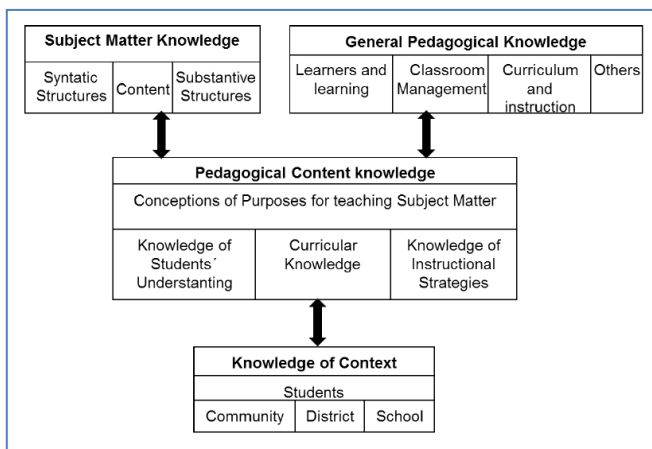 Subject Matter Knowledge
Syntatic
Structures
Content
Substantive
Structures
General Pedagogical Knowledge
Learners and
learning
Classroom
Management
Curriculum
and
instruction
Others
Pedagogical Content knowledge
Conceptions of Purposes for teaching Subject Matter
Knowledge of
Students´
Understanting
Curricular
Knowledge
Knowledge of
Instructional
Strategies
Knowledge of Context
Students
Community
District
School